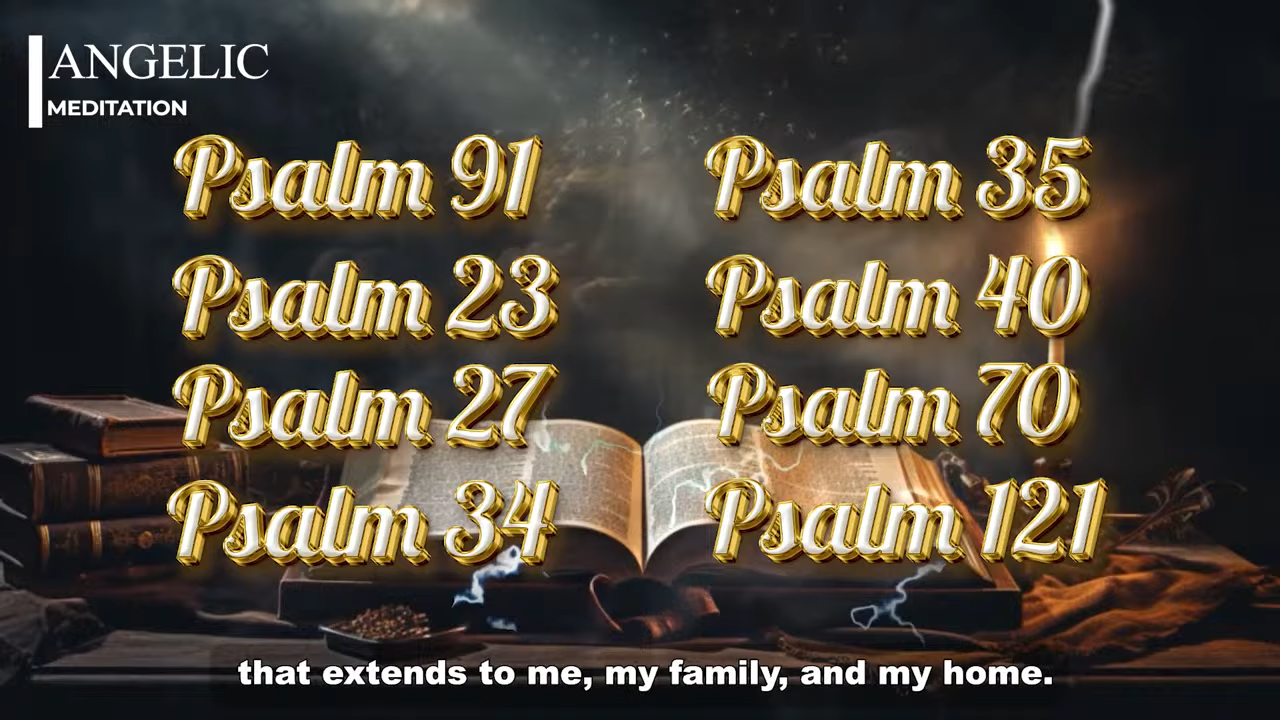 ANGELIC
MEDITATION
Psalm 91
Psalm 23
Psalm 27
Psalm 34
Psalm 35
Psalm 40
Psalm 70
Psalm 121
that extends to me, my family, and my home.